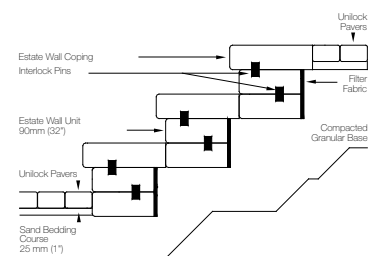 Unilock
Pavers
Estate Wall Coping
Interlock Pins
Filter
Fabric
Estate Wall Unit
90mm (32")
Compacted
Granular Base
Unilock Pavers
Sand Bedding
Course
25 mm (1")